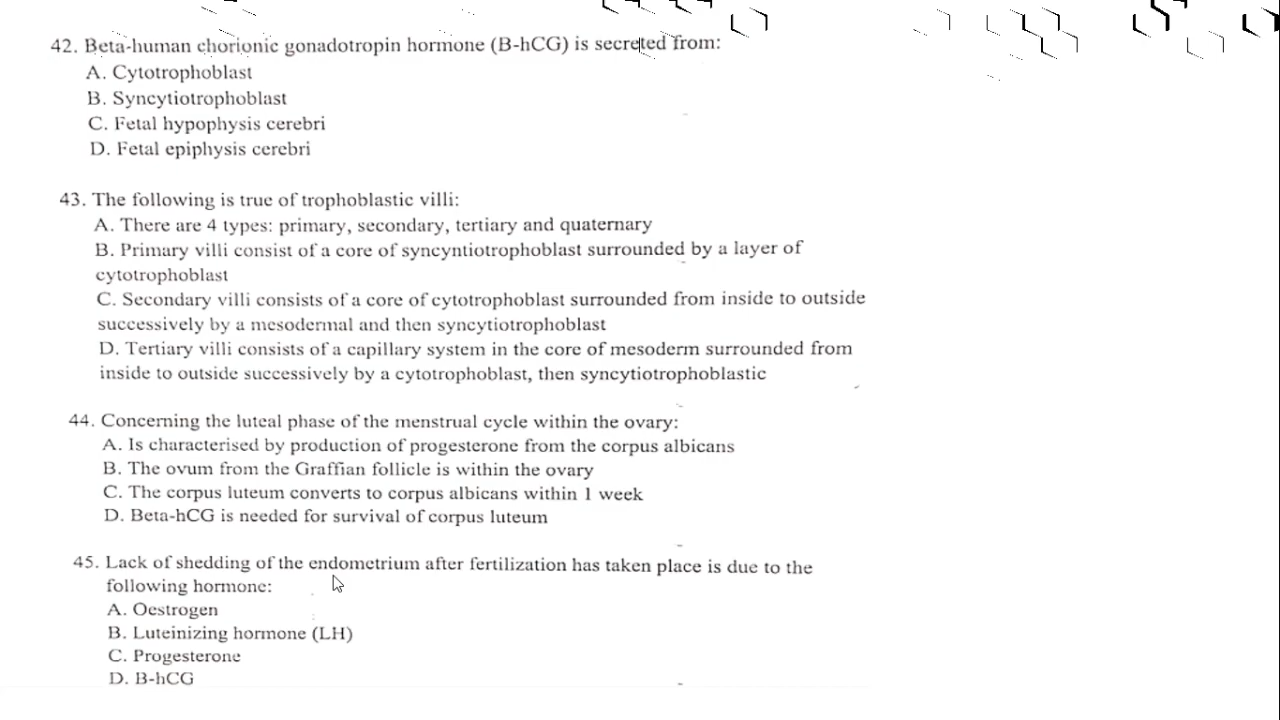 42. Beta-human chorionic gonadotropin hormone (B-hCG) is secreted from:
A. Cytotrophoblast
B. Syncytiotrophoblast
C. Fetal hypophysis cerebri
D. Fetal epiphysis cerebri
43. The following is true of trophoblastic villi:
A. There are 4 types: primary, secondary, tertiary and quaternary
B. Primary villi consist of a core of syncyntiotrophoblast surrounded by a layer of
cytotrophoblast
C. Secondary villi consists of a core of cytotrophoblast surrounded from inside to outside
successively by a mesodermal and then syncytiotrophoblast
D. Tertiary villi consists of a capillary system in the core of mesoderm surrounded from
inside to outside successively by a cytotrophoblast, then syncytiotrophoblastic
44. Concerning the luteal phase of the menstrual cycle within the ovary:
A. Is characterised by production of progesterone from the corpus albicans
B. The ovum from the Graffian follicle is within the ovary
C. The corpus luteum converts to corpus albicans within 1 week
D. Beta-hCG is needed for survival of corpus luteum
45. Lack of shedding of the endometrium after fertilization has taken place is due to the
following hormone:
A. Oestrogen
B. Luteinizing hormone (LH)
C. Progesterone
D. B-hCG